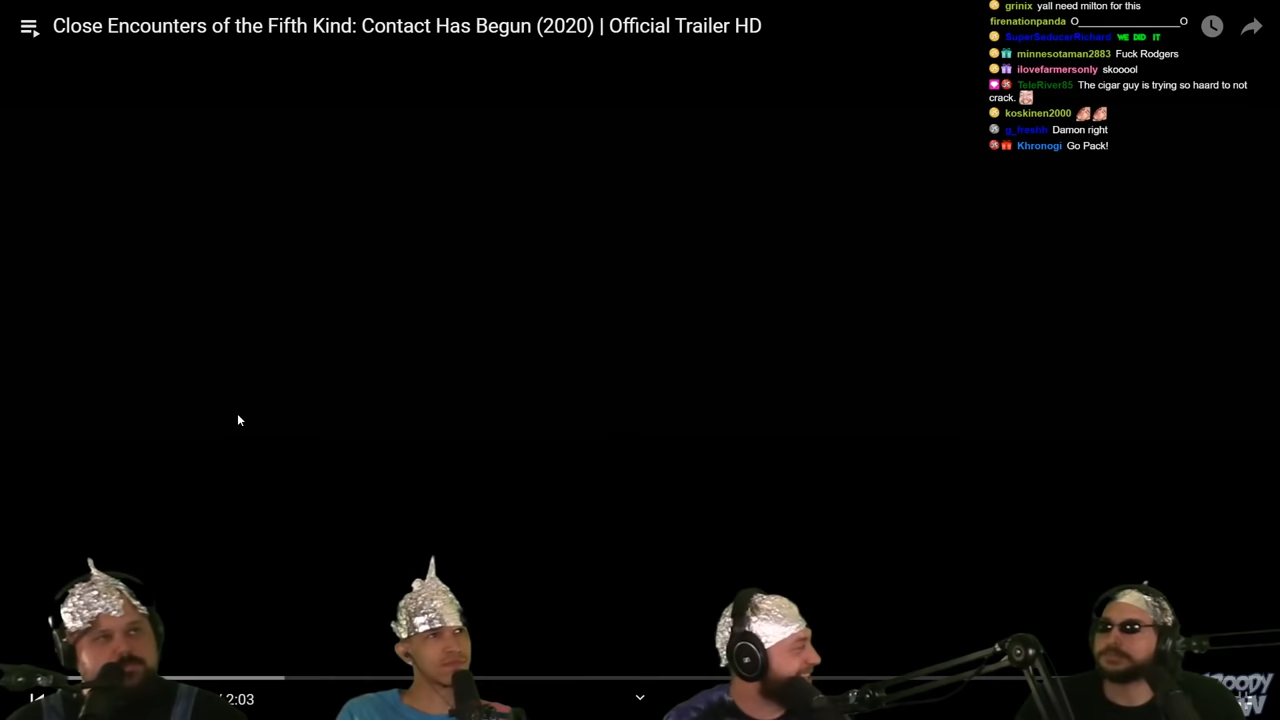 Close Encounters of the Fifth Kind: Contact Has Begun (2020) | Official Trailer HD
grinix yall need milton for this
firenationpanda O___________________O
SuperSeducerRichard WE DID IT
minnesotaman2883 Fuck Rodgers
ilovefarmersonly skooool
TeleRiver85 The cigar guy is trying so haard to not
crack.
koskinen2000
g_freshh Damon right
Khronogi Go Pack!
/ 2:03